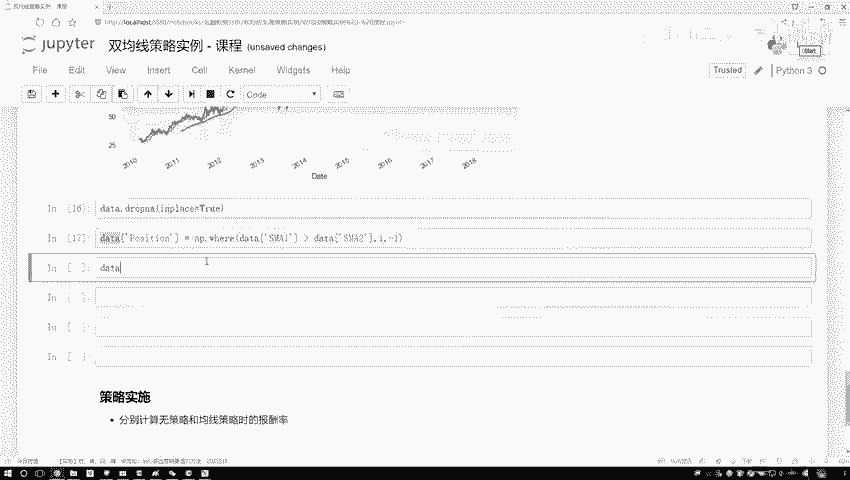 双均线策略实例 - 课程
jupyter 双均线策略实例 - 课程 (unsaved changes)
Start
File Edit View Insert Cell Kernel Widgets Help
Trusted Python 3
Code
50
25
2010 2011 2012 2013 2014 2015 2016 2017 2018
Date
In [16]: data.dropna(inplace=True)
In [17]: data['Position'] = np.where(data['SMA1'] > data['SMA2'],1,-1)
In [ ]: data
In [ ]:
In [ ]:
In [ ]:
策略实施
分别计算无策略和均线策略时的报酬率